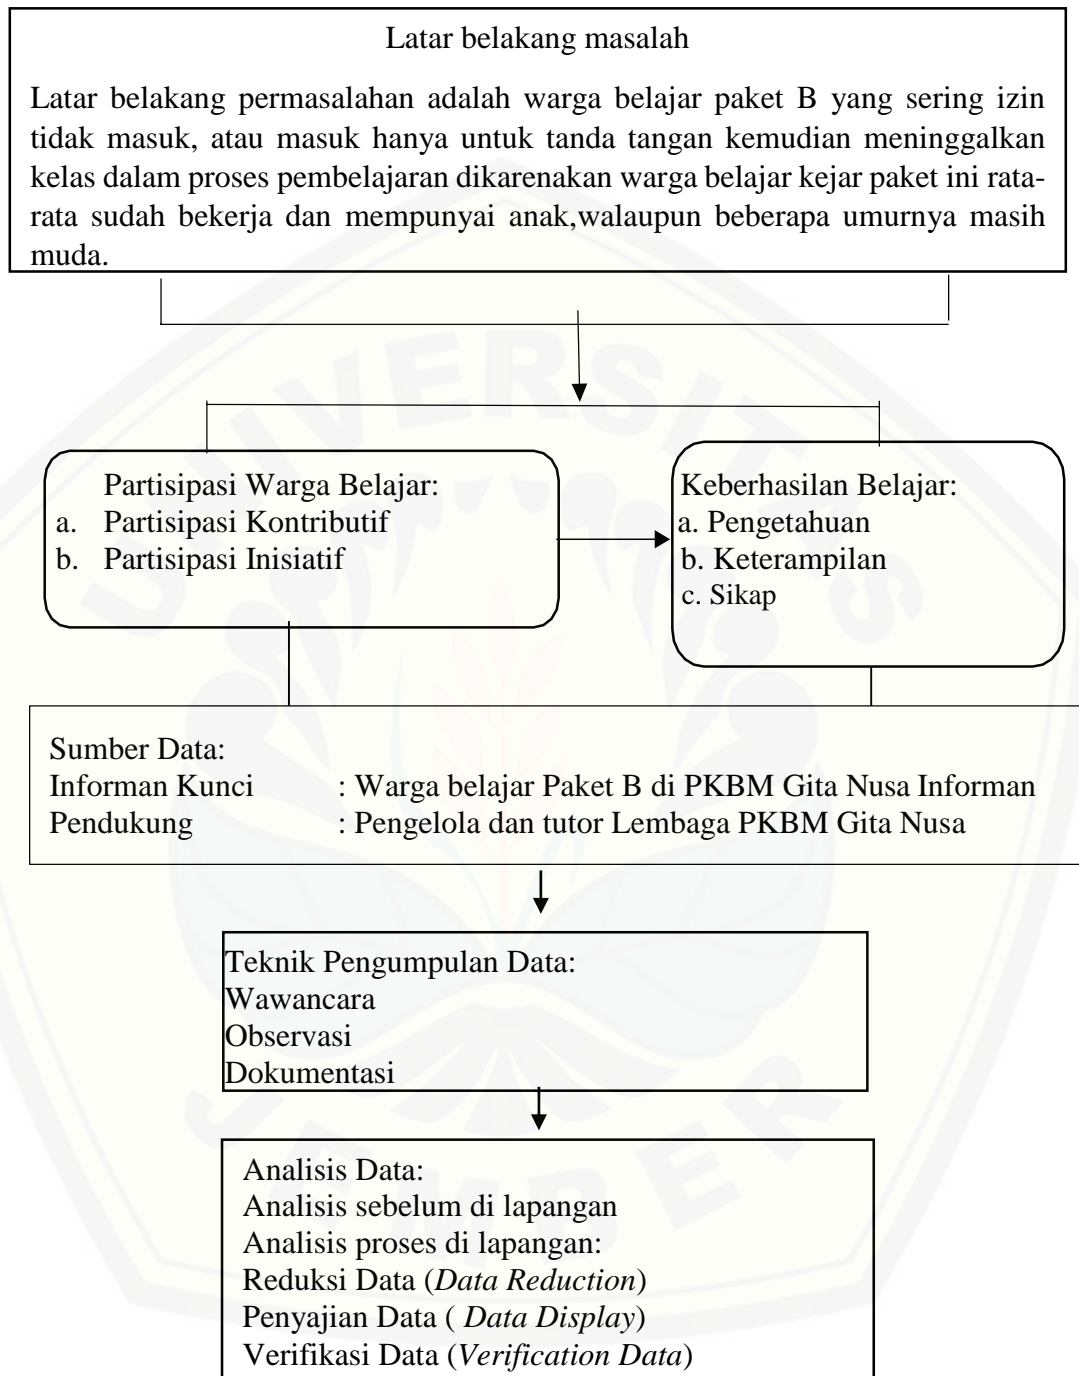 Latar belakang masalah
Latar belakang permasalahan adalah warga belajar paket B yang sering izin
tidak masuk, atau masuk hanya untuk tanda tangan kemudian meninggalkan
kelas dalam proses pembelajaran dikarenakan warga belajar kejar paket ini rata-
rata sudah bekerja dan mempunyai anak,walaupun beberapa umurnya masih
muda.
Partisipasi Warga Belajar:
a. Partisipasi Kontributif
b. Partisipasi Inisiatif
Keberhasilan Belajar:
a. Pengetahuan
b. Keterampilan
c. Sikap
Sumber Data:
Informan Kunci : Warga belajar Paket B di PKBM Gita Nusa Informan
Pendukung : Pengelola dan tutor Lembaga PKBM Gita Nusa
Teknik Pengumpulan Data:
Wawancara
Observasi
Dokumentasi
Analisis Data:
Analisis sebelum di lapangan
Analisis proses di lapangan:
Reduksi Data (Data Reduction)
Penyajian Data ( Data Display)
Verifikasi Data (Verification Data)
UNIVERSITAS
JEMBER